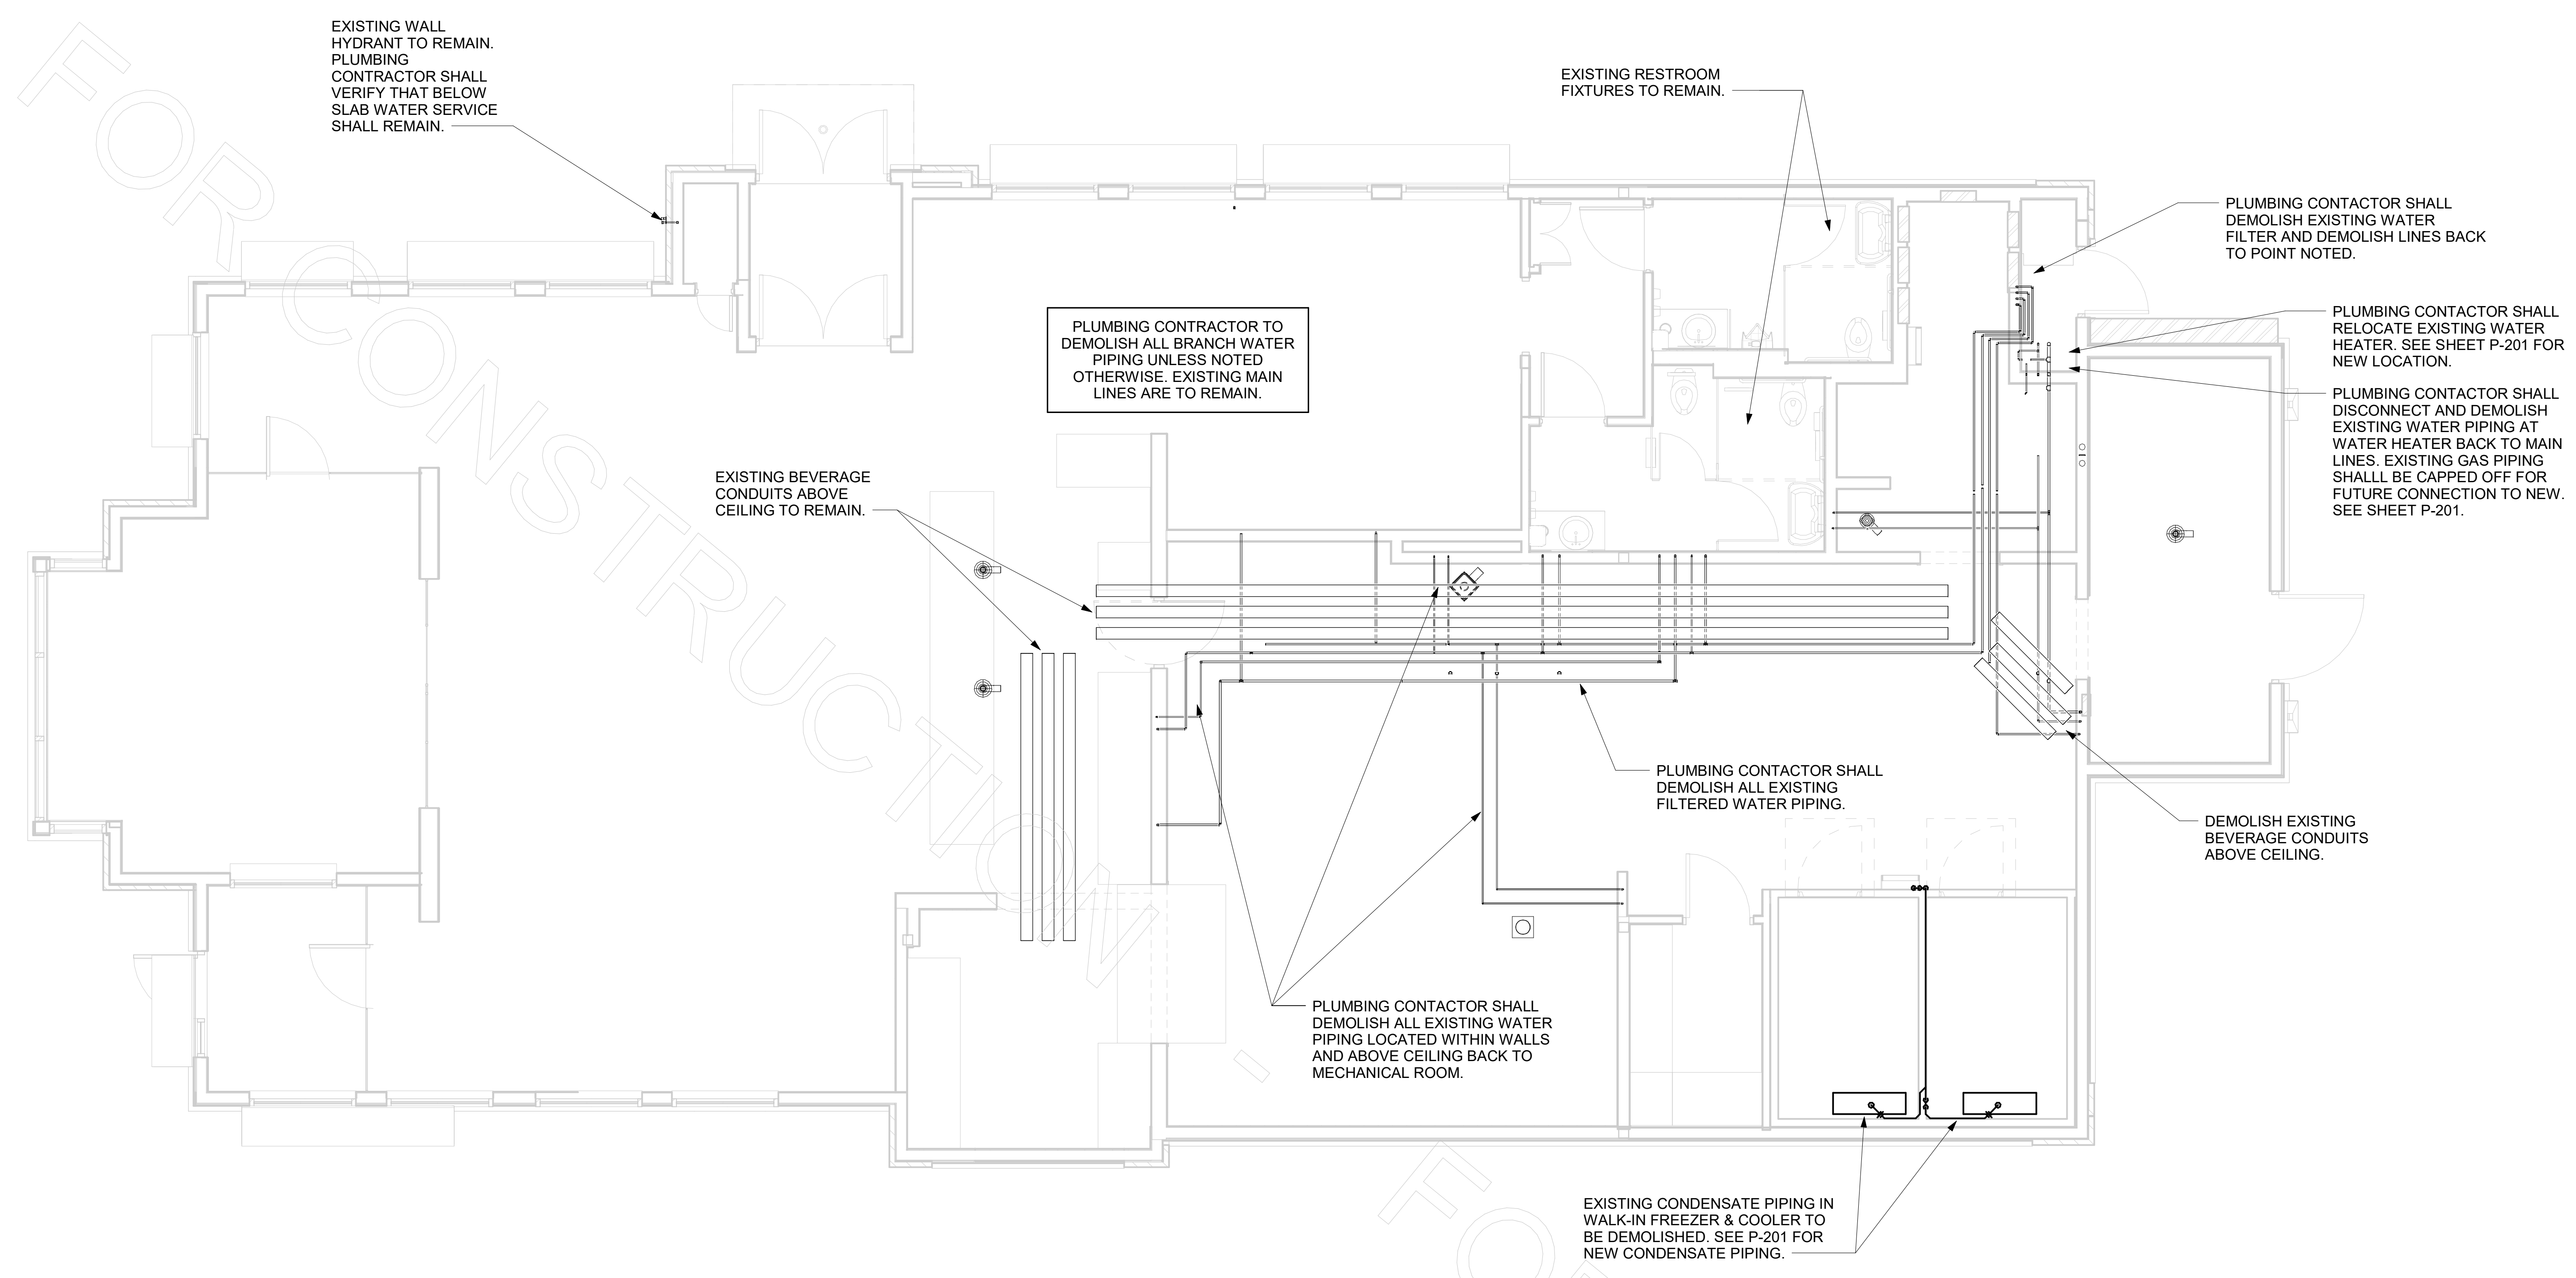 EXISTING WALL
HYDRANT TO REMAIN.
PLUMBING
CONTRACTOR SHALL
VERIFY THAT BELOW
SLAB WATER SERVICE
SHALL REMAIN.
EXISTING RESTROOM
FIXTURES TO REMAIN.
PLUMBING CONTACTOR SHALL
DEMOLISH EXISTING WATER
FILTER AND DEMOLISH LINES BACK
TO POINT NOTED.
PLUMBING CONTRACTOR TO
DEMOLISH ALL BRANCH WATER
PIPING UNLESS NOTED
OTHERWISE. EXISTING MAIN
LINES ARE TO REMAIN.
PLUMBING CONTACTOR SHALL
RELOCATE EXISTING WATER
HEATER. SEE SHEET P-201 FOR
NEW LOCATION.
PLUMBING CONTACTOR SHALL
DISCONNECT AND DEMOLISH
EXISTING WATER PIPING AT
WATER HEATER BACK TO MAIN
LINES. EXISTING GAS PIPING
SHALLL BE CAPPED OFF FOR
FUTURE CONNECTION TO NEW.
SEE SHEET P-201.
EXISTING BEVERAGE
CONDUITS ABOVE
CEILING TO REMAIN.
PLUMBING CONTACTOR SHALL
DEMOLISH ALL EXISTING
FILTERED WATER PIPING.
DEMOLISH EXISTING
BEVERAGE CONDUITS
ABOVE CEILING.
PLUMBING CONTACTOR SHALL
DEMOLISH ALL EXISTING WATER
PIPING LOCATED WITHIN WALLS
AND ABOVE CEILING BACK TO
MECHANICAL ROOM.
EXISTING CONDENSATE PIPING IN
WALK-IN FREEZER & COOLER TO
BE DEMOLISHED. SEE P-201 FOR
NEW CONDENSATE PIPING.
FOR CONSTRUCTION -
FO